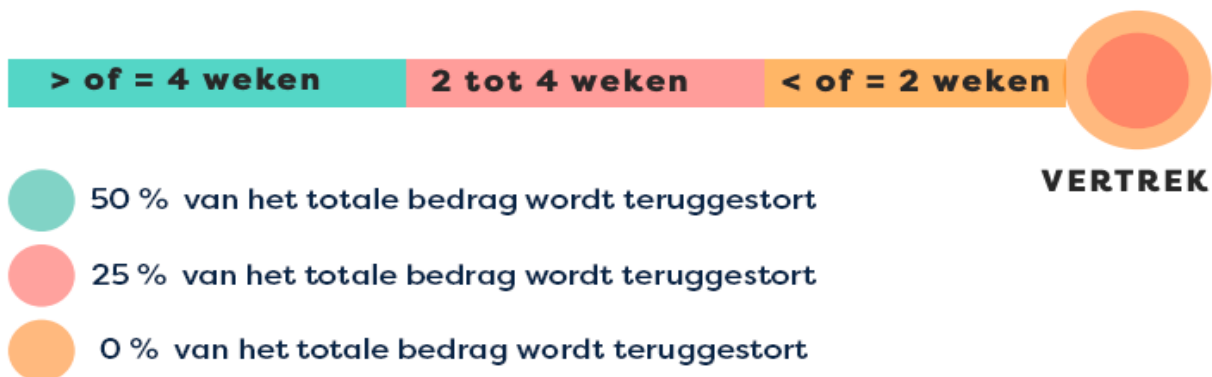 > of = 4 weken 2 tot 4 weken < of = 2 weken
VERTREK
50 % van het totale bedrag wordt teruggestort
25 % van het totale bedrag wordt teruggestort
0 % van het totale bedrag wordt teruggestort